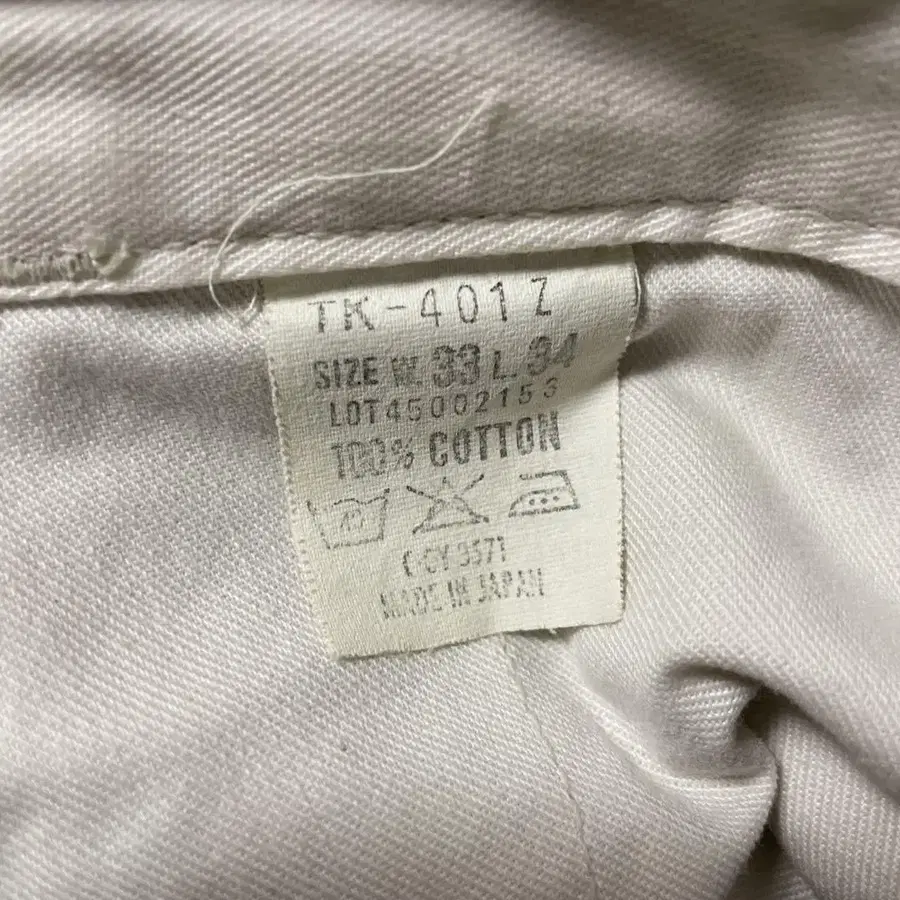 TK-401Z
SIZE W. 33 L. 34
LOT45002153
100% COTTON
MADE IN JAPAN